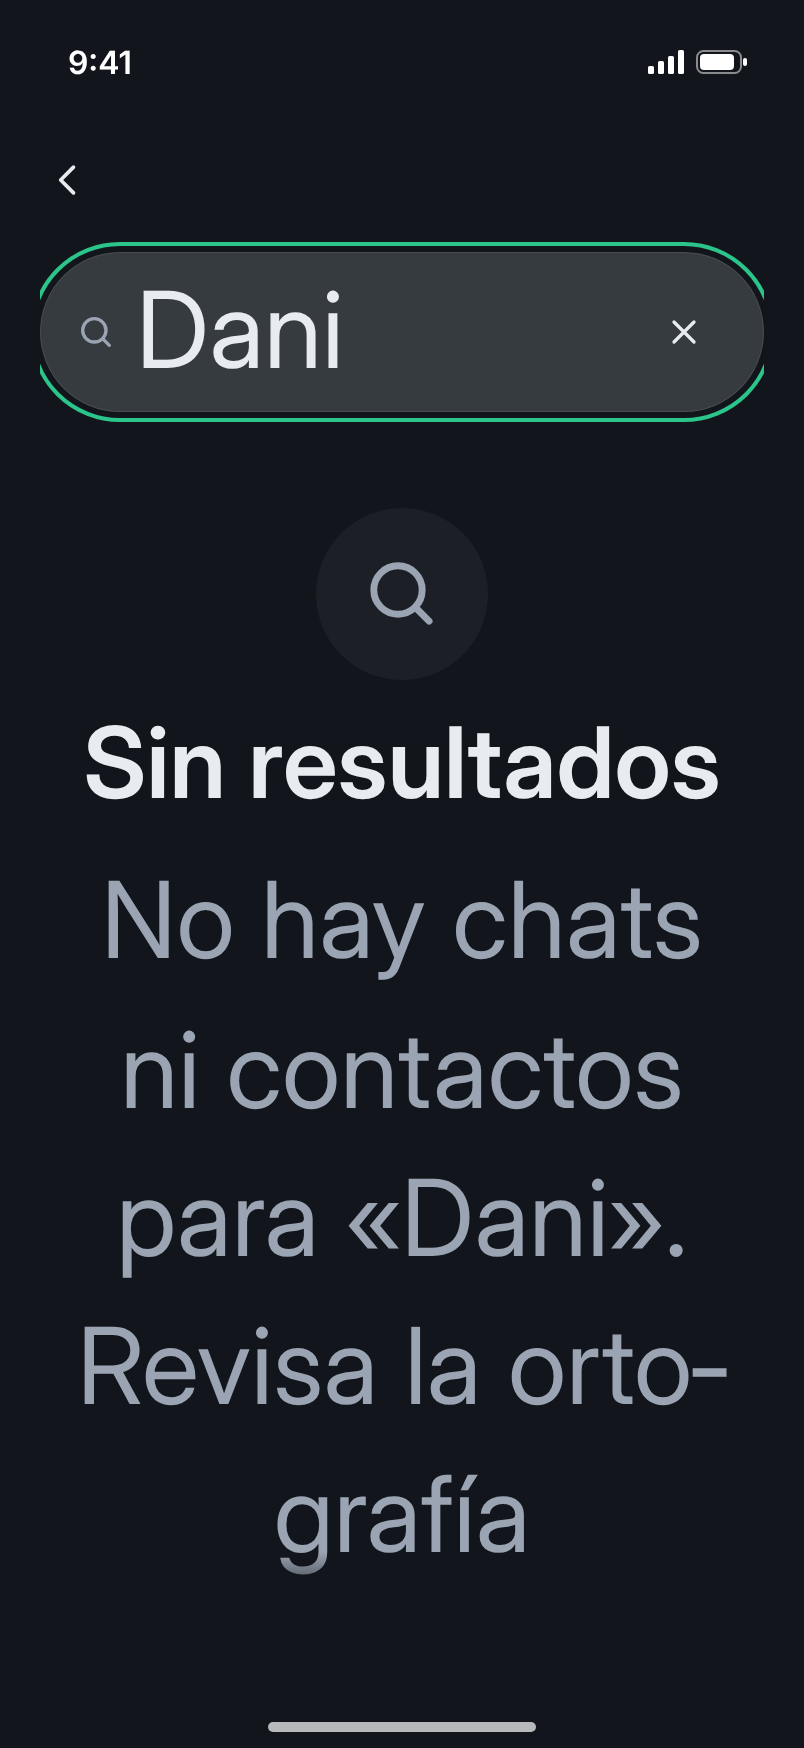 9:41
Dani
Sin resultados
No hay chats
ni contactos
para «Dani».
Revisa la orto-
grafía